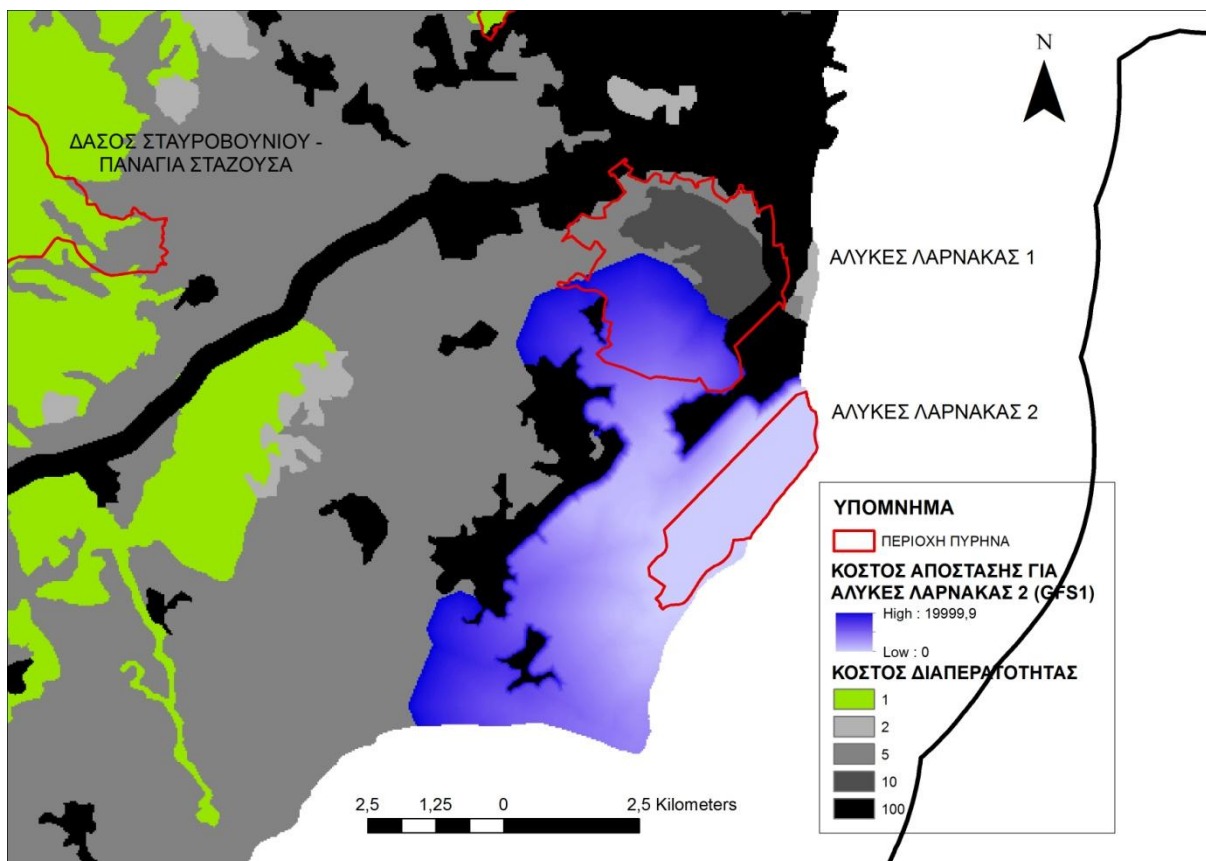 N
ΔΑΣΟΣ ΣΤΑΥΡΟΒΟΥΝΙΟΥ -
ΠΑΝΑΓΙΑ ΣΤΑΖΟΥΣΑ
ΑΛΥΚΕΣ ΛΑΡΝΑΚΑΣ 1
ΑΛΥΚΕΣ ΛΑΡΝΑΚΑΣ 2
ΥΠΟΜΝΗΜΑ
ΠΕΡΙΟΧΗ ΠΥΡΗΝΑ
ΚΟΣΤΟΣ ΑΠΟΣΤΑΣΗΣ ΓΙΑ
ΑΛΥΚΕΣ ΛΑΡΝΑΚΑΣ 2 (GFS1)
High : 19999,9
Low : 0
ΚΟΣΤΟΣ ΔΙΑΠΕΡΑΤΟΤΗΤΑΣ
1
2
5
10
100
2,5 1,25 0 2,5 Kilometers